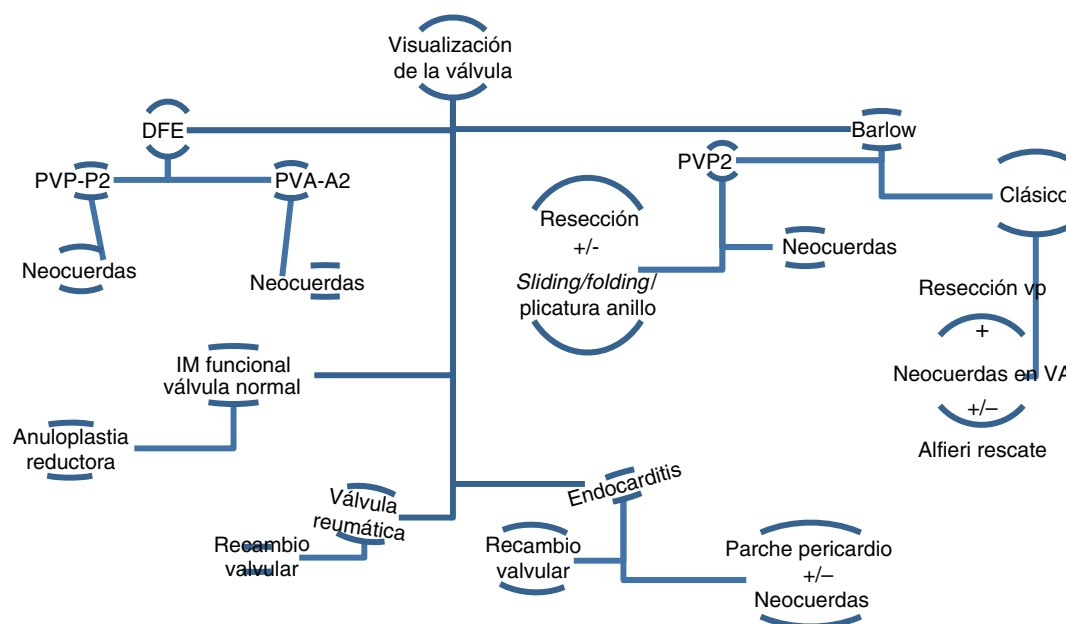 Visualización
de la válvula
DFE
Barlow
PVP-P2
PVA-A2
PVP2
Clásico
Neocuerdas
Neocuerdas
Resección
+/-
Sliding/folding/
plicatura anillo
Neocuerdas
Resección vp
+
Neocuerdas en VA
+/–
Alfieri rescate
IM funcional
válvula normal
Anuloplastia
reductora
Válvula
reumática
Recambio
valvular
Endocarditis
Recambio
valvular
Parche pericardio
+/–
Neocuerdas